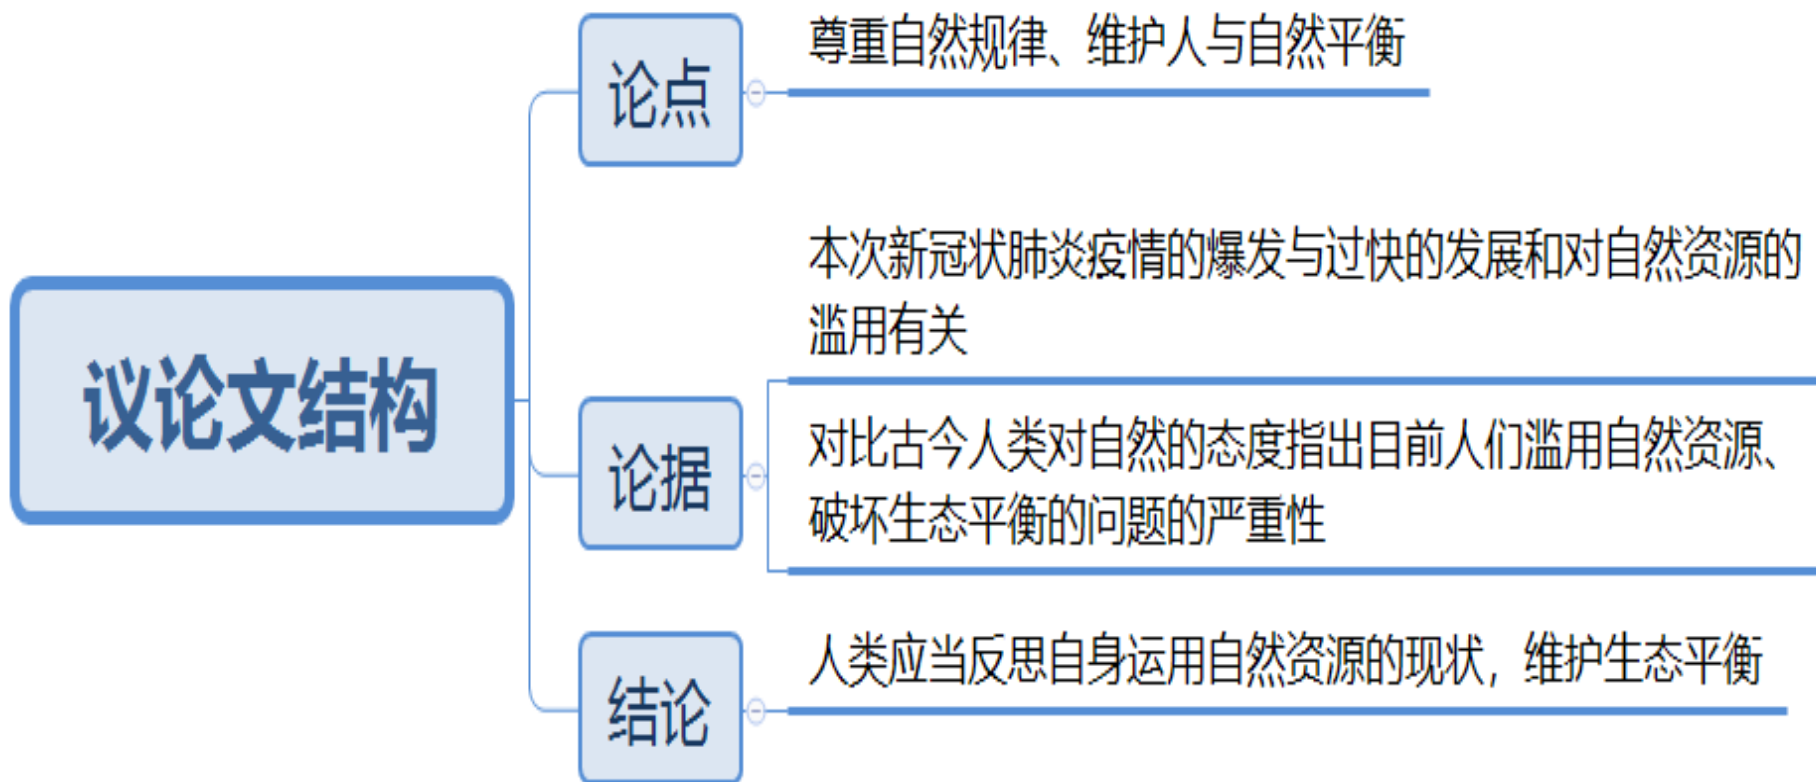 议论文结构
论点
尊重自然规律、维护人与自然平衡
论据
本次新冠状肺炎疫情的爆发与过快的发展和对自然资源的
滥用有关
对比古今人类对自然的态度指出目前人们滥用自然资源、
破坏生态平衡的问题的严重性
结论
人类应当反思自身运用自然资源的现状，维护生态平衡